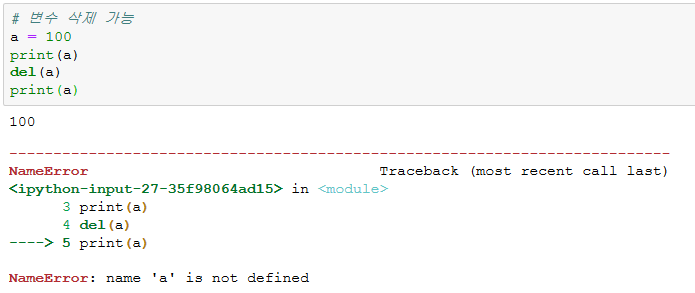 # 변수 삭제 가능
a = 100
print(a)
del(a)
print(a)
100
---------------------------------------------------------------------------
NameError                                 Traceback (most recent call last)
<ipython-input-27-35f98064ad15> in <module>
      3 print(a)
      4 del(a)
----> 5 print(a)
NameError: name 'a' is not defined